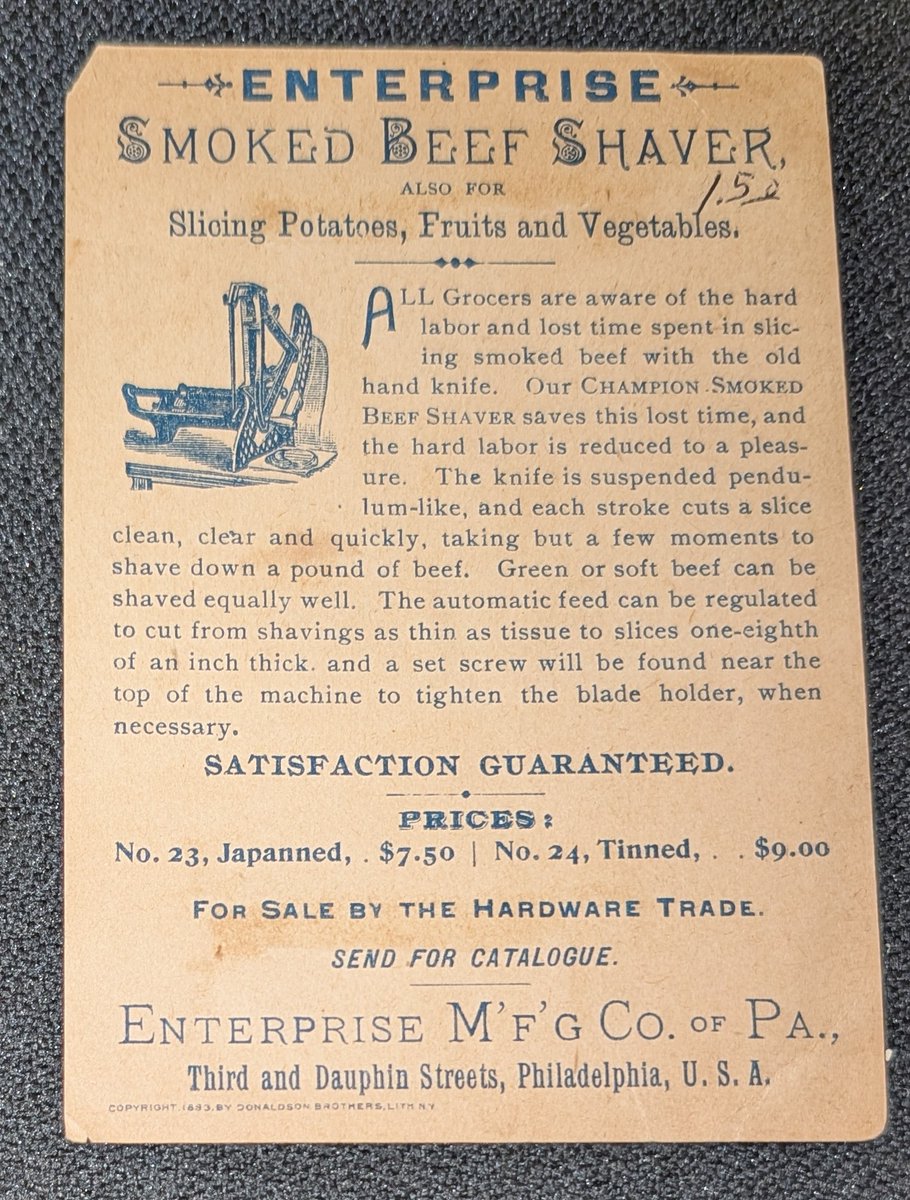 ENTERPRISE
SMOKED BEEF SHAVER,
ALSO FOR
1.50
Slicing Potatoes, Fruits and Vegetables.
ALL Grocers are aware of the hard
labor and lost time spent in slic-
ing smoked beef with the old
hand knife. Our CHAMPION SMOKED
BEEF SHAVER saves this lost time, and
the hard labor is reduced to a pleas-
ure. The knife is suspended pendu-
lum-like, and each stroke cuts a slice
clean, clear and quickly, taking but a few moments to
shave down a pound of beef. Green or soft beef can be
shaved equally well. The automatic feed can be regulated
to cut from shavings as thin as tissue to slices one-eighth
of an inch thick. and a set screw will be found near the
top of the machine to tighten the blade holder, when
necessary.
SATISFACTION GUARANTEED.
PRICES:
No. 23, Japanned, . $7.50 | No. 24, Tinned, . . $9.00
FOR SALE BY THE HARDWARE TRADE.
SEND FOR CATALOGUE.
ENTERPRISE M'F'G CO. OF PA.,
Third and Dauphin Streets, Philadelphia, U. S. A.
COPYRIGHT, 1893, BY DONALDSON BROTHERS, LITH N.Y.